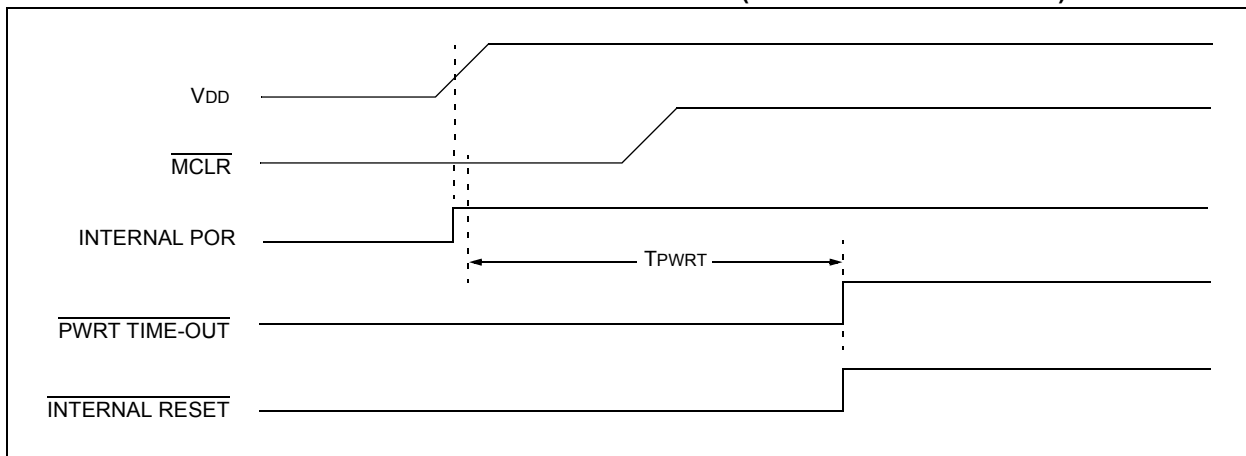 VDD
MCLR
INTERNAL POR
TPWRT
PWRT TIME-OUT
INTERNAL RESET